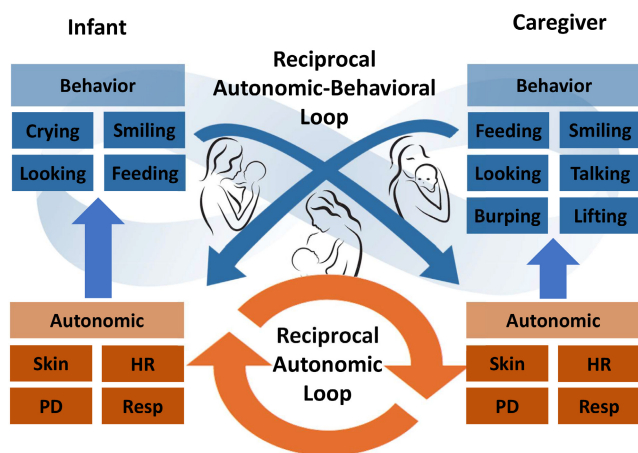 Infant
Caregiver
Reciprocal
Autonomic-Behavioral
Loop
Behavior
Crying
Smiling
Looking
Feeding
Behavior
Feeding
Smiling
Looking
Talking
Burping
Lifting
Autonomic
Skin
HR
PD
Resp
Reciprocal
Autonomic
Loop
Autonomic
Skin
HR
PD
Resp